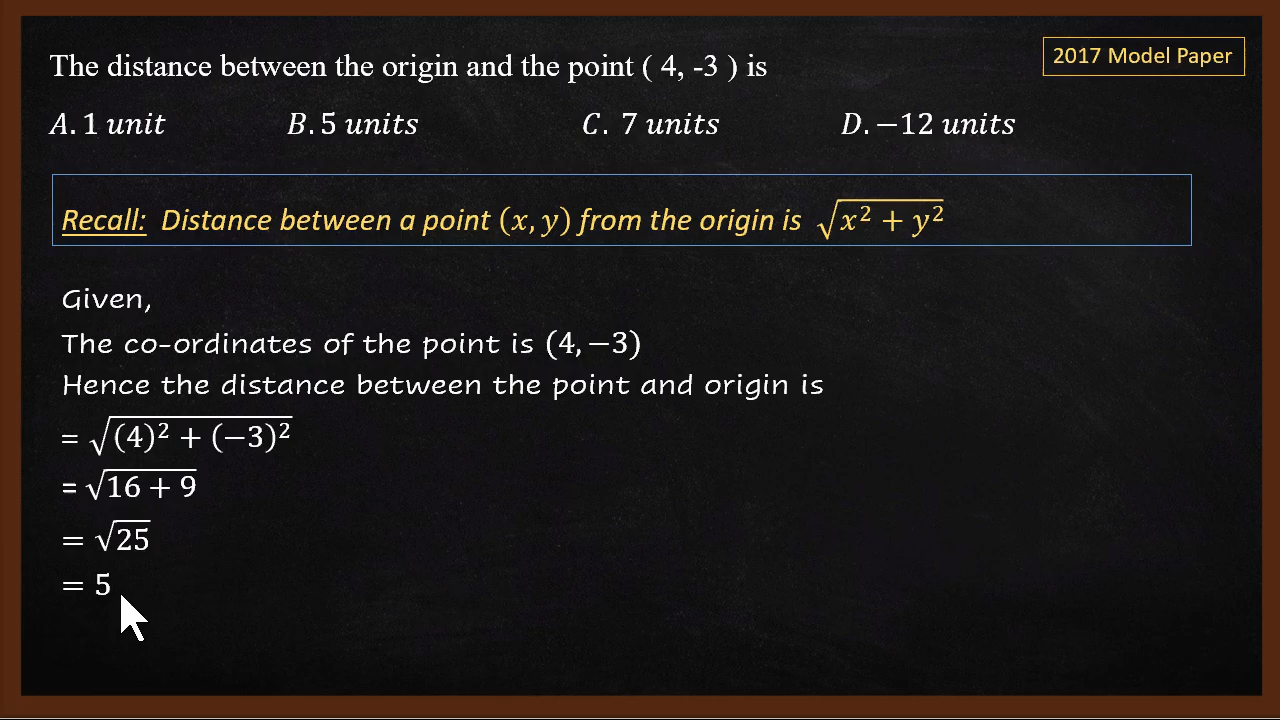 The distance between the origin and the point ( 4, -3 ) is
2017 Model Paper
A. 1 unit B. 5 units C. 7 units D. −12 units
Recall: Distance between a point (x, y) from the origin is √(x² + y²)
Given,
The co-ordinates of the point is (4, −3)
Hence the distance between the point and origin is
= √((4)² + (−3)²)
= √(16 + 9)
= √25
= 5